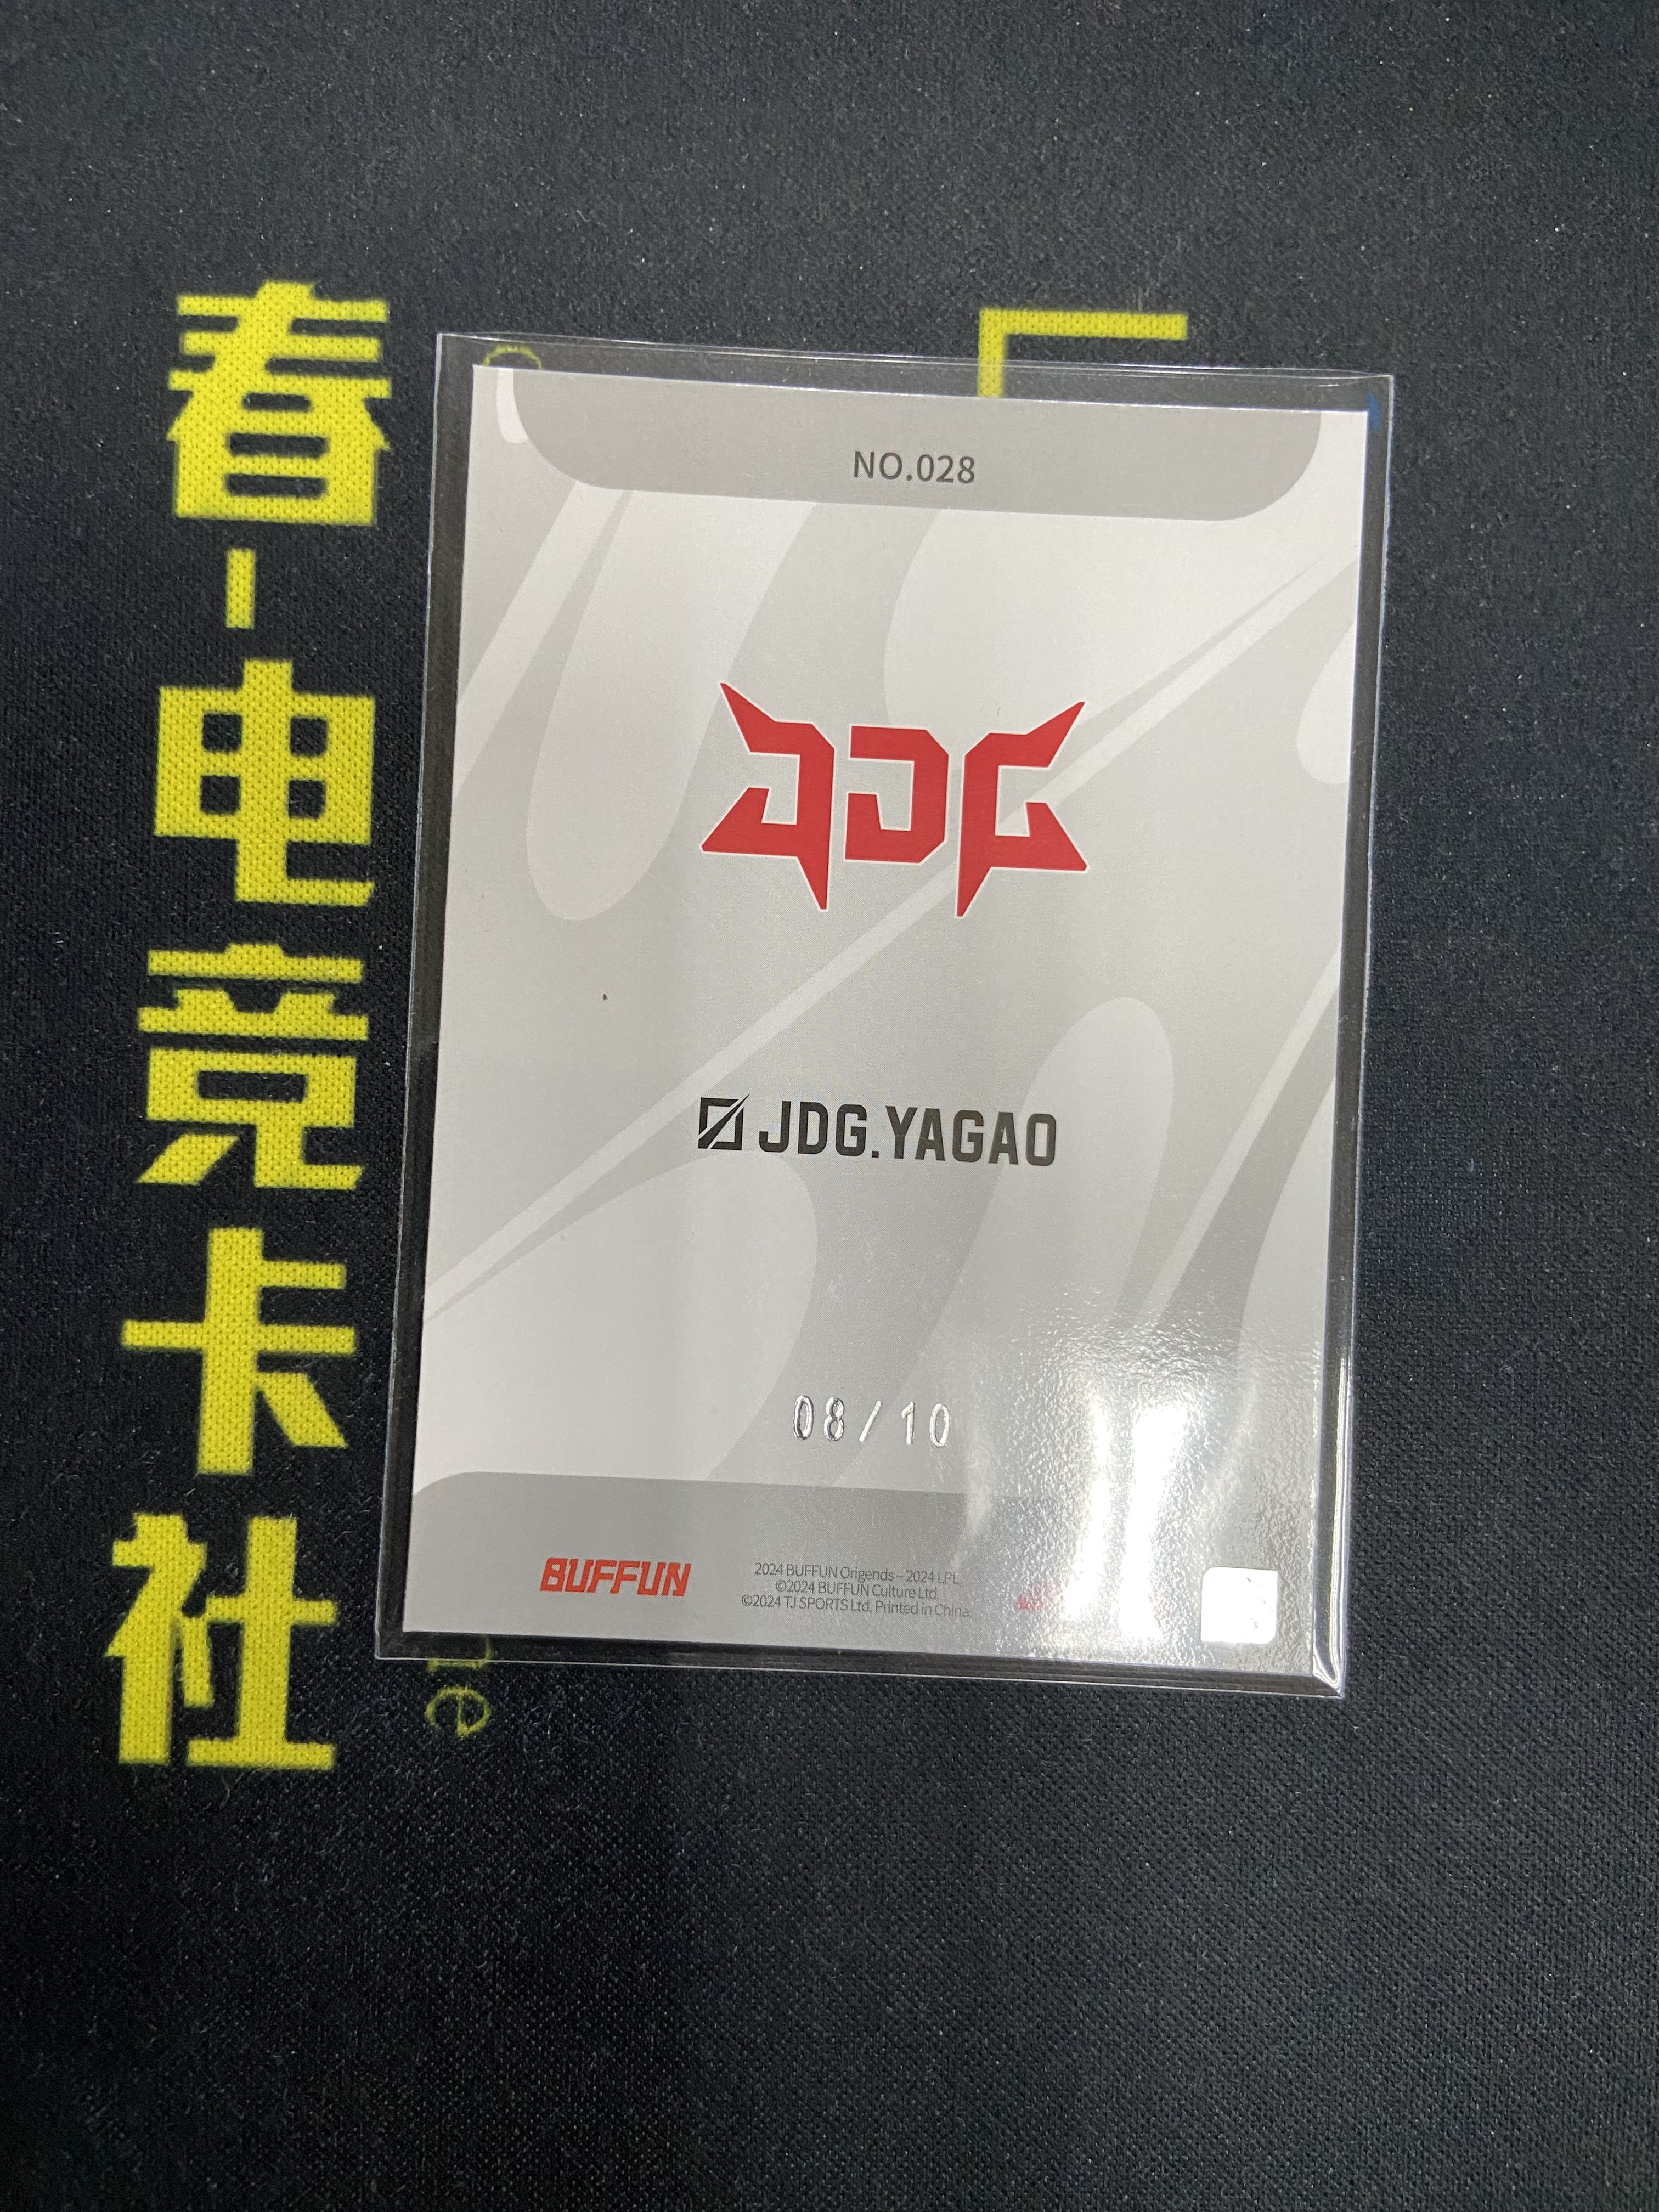 春-电竞卡社
NO.028
JDG
JDG.YAGAO
08/10
BUFFUN
2024 BUFFUN Origends – 2024 LPL
©2024 BUFFUN Culture Ltd.
©2024 TJ SPORTS Ltd. Printed in China